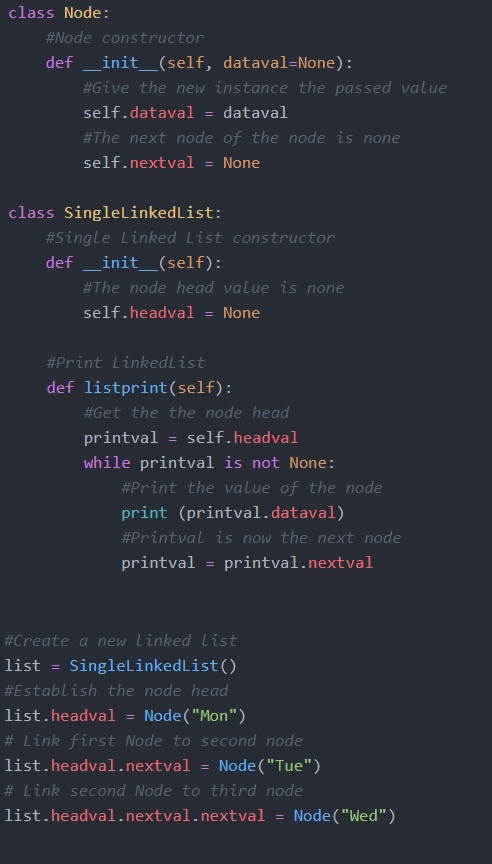 class Node:
    #Node constructor
    def __init__(self, dataval=None):
        #Give the new instance the passed value
        self.dataval = dataval
        #The next node of the node is none
        self.nextval = None

class SingleLinkedList:
    #Single Linked List constructor
    def __init__(self):
        #The node head value is none
        self.headval = None

    #Print LinkedList
    def listprint(self):
        #Get the the node head
        printval = self.headval
        while printval is not None:
            #Print the value of the node
            print (printval.dataval)
            #Printval is now the next node
            printval = printval.nextval

#Create a new linked list
list = SingleLinkedList()
#Establish the node head
list.headval = Node("Mon")
# Link first Node to second node
list.headval.nextval = Node("Tue")
# Link second Node to third node
list.headval.nextval.nextval = Node("Wed")